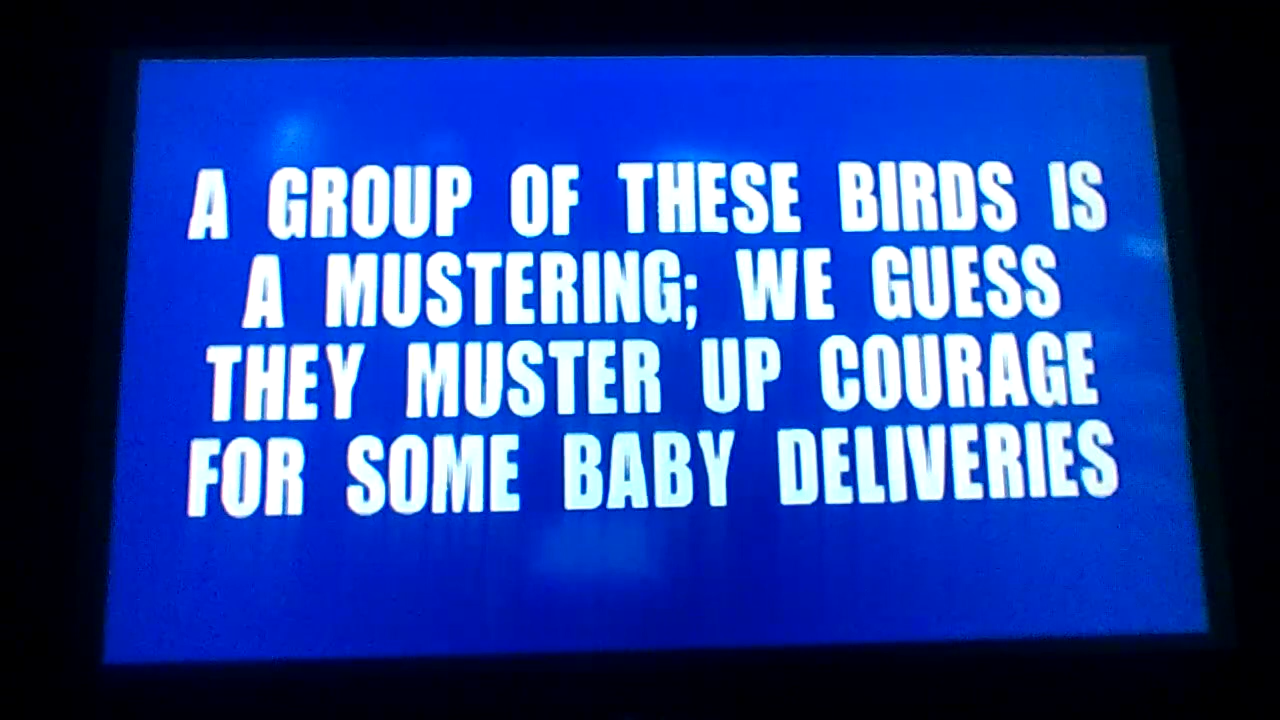 A GROUP OF THESE BIRDS IS
A MUSTERING; WE GUESS
THEY MUSTER UP COURAGE
FOR SOME BABY DELIVERIES